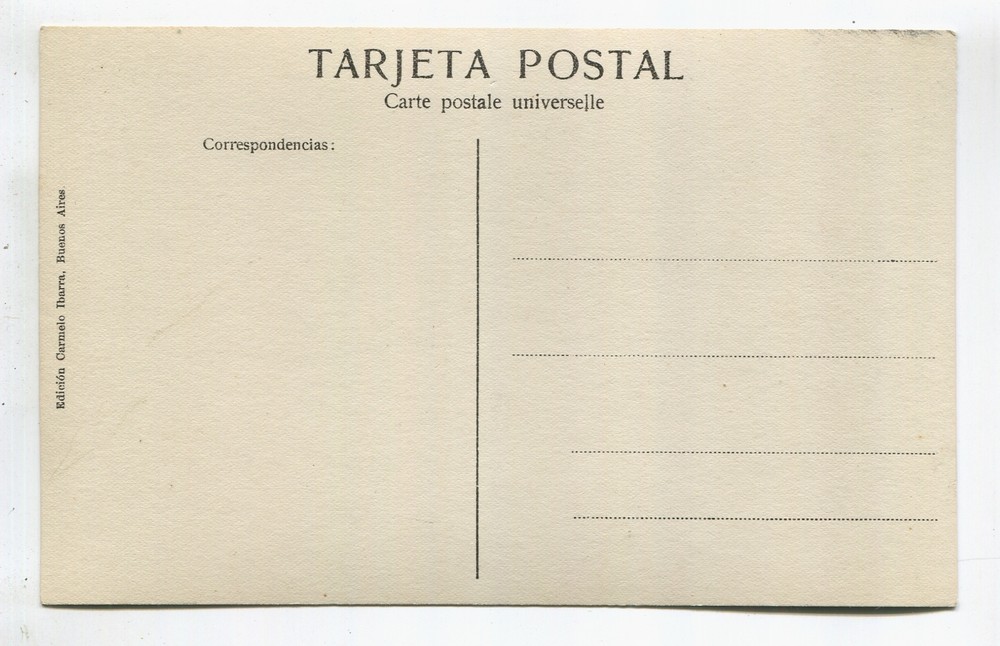 TARJETA POSTAL
Carte postale universelle
Correspondencias:
Edición Carmelo Ibarra, Buenos Aires